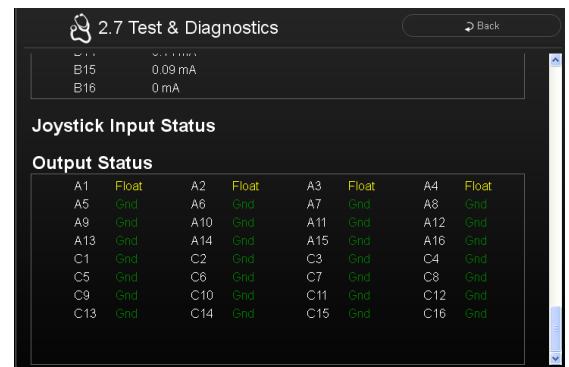 2.7 Test & Diagnostics
Back
B15 0.09 mA
B16 0 mA
Joystick Input Status
Output Status
A1 Float A2 Float A3 Float A4 Float
A5 Gnd A6 Gnd A7 Gnd A8 Gnd
A9 Gnd A10 Gnd A11 Gnd A12 Gnd
A13 Gnd A14 Gnd A15 Gnd A16 Gnd
C1 Gnd C2 Gnd C3 Gnd C4 Gnd
C5 Gnd C6 Gnd C7 Gnd C8 Gnd
C9 Gnd C10 Gnd C11 Gnd C12 Gnd
C13 Gnd C14 Gnd C15 Gnd C16 Gnd